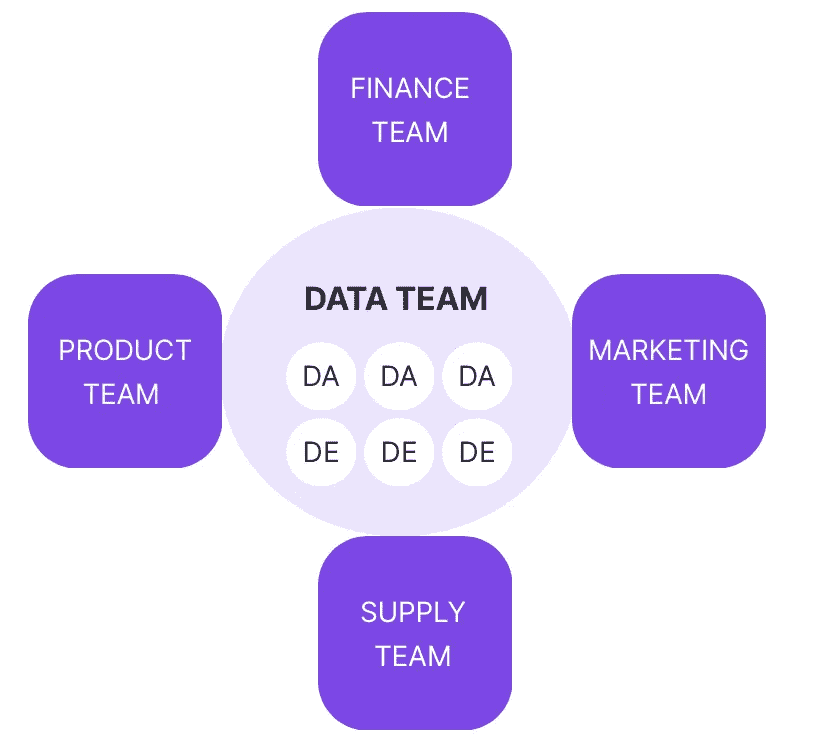 FINANCE
TEAM
DATA TEAM
PRODUCT
TEAM
DA DA DA
DE DE DE
MARKETING
TEAM
SUPPLY
TEAM